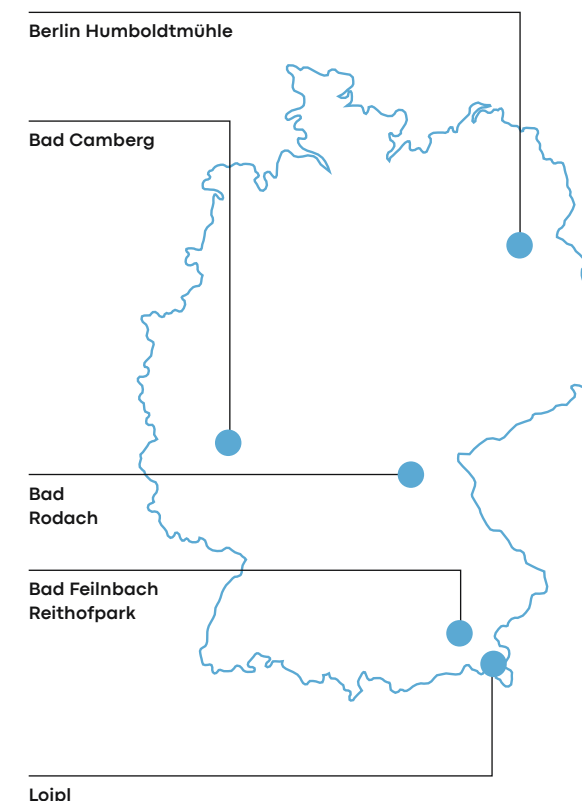 Berlin Humboldtmühle
Bad Camberg
Bad
Rodach
Bad Feilnbach
Reithofpark
Loipl